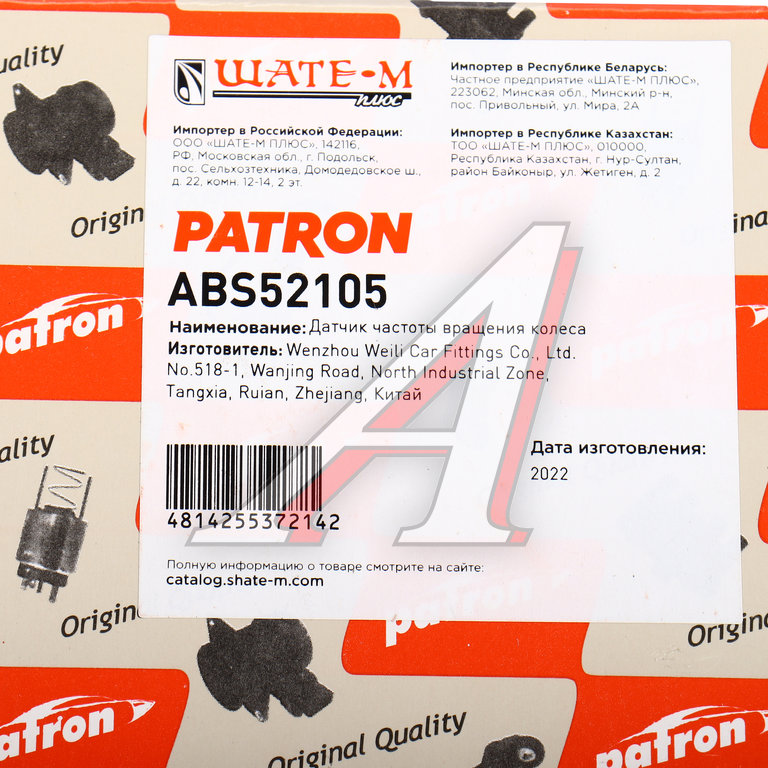 ШАТЕ-М
ПЛЮС
Импортер в Российской Федерации:
ООО «ШАТЕ-М ПЛЮС», 142116,
РФ, Московская обл., г. Подольск,
пос. Сельхозтехника, Домодедовское ш.,
д. 22, комн. 12-14, 2 эт.
Импортер в Республике Беларусь:
Частное предприятие «ШАТЕ-М ПЛЮС»,
223062, Минская обл., Минский р-н,
пос. Привольный, ул. Мира, 2А
Импортер в Республике Казахстан:
ТОО «ШАТЕ-М ПЛЮС», 010000,
Республика Казахстан, г. Нур-Султан,
район Байконыр, ул. Жетиген, д. 2
PATRON
ABS52105
Наименование: Датчик частоты вращения колеса
Изготовитель: Wenzhou Weili Car Fittings Co., Ltd.
No.518-1, Wanjing Road, North Industrial Zone,
Tangxia, Ruian, Zhejiang, Китай
Дата изготовления:
2022
4814255372142
Полную информацию о товаре смотрите на сайте:
catalog.shate-m.com
Quality
Origin
patron
patron
Quality
Original
patron
patron
Original Quality
patron
patron
Origin